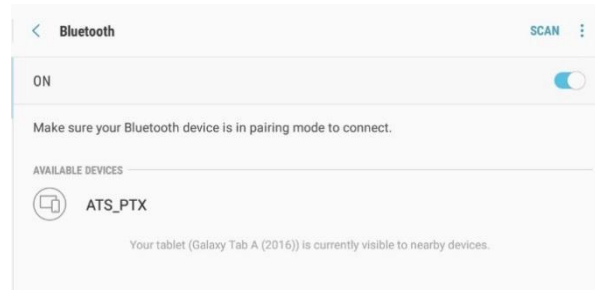 Bluetooth
SCAN
ON
Make sure your Bluetooth device is in pairing mode to connect.
AVAILABLE DEVICES
ATS_PTX
Your tablet (Galaxy Tab A (2016)) is currently visible to nearby devices.